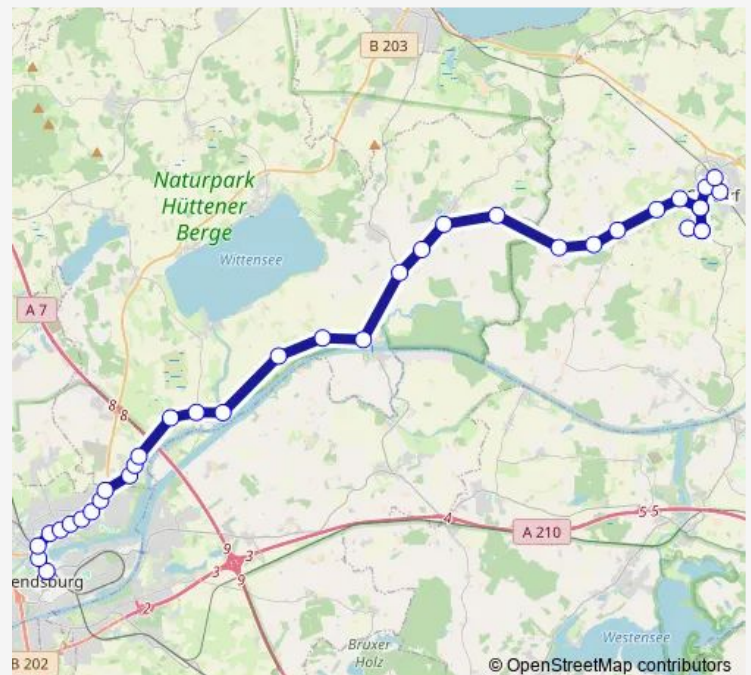 B 203
Naturpark
Hüttener
Berge
Wittensee
A 7
8 8
4
5 5
A 210
9
3
3
9
endsburg
2
Bruxer
Holz
Westensee
B 202
© OpenStreetMap contributors